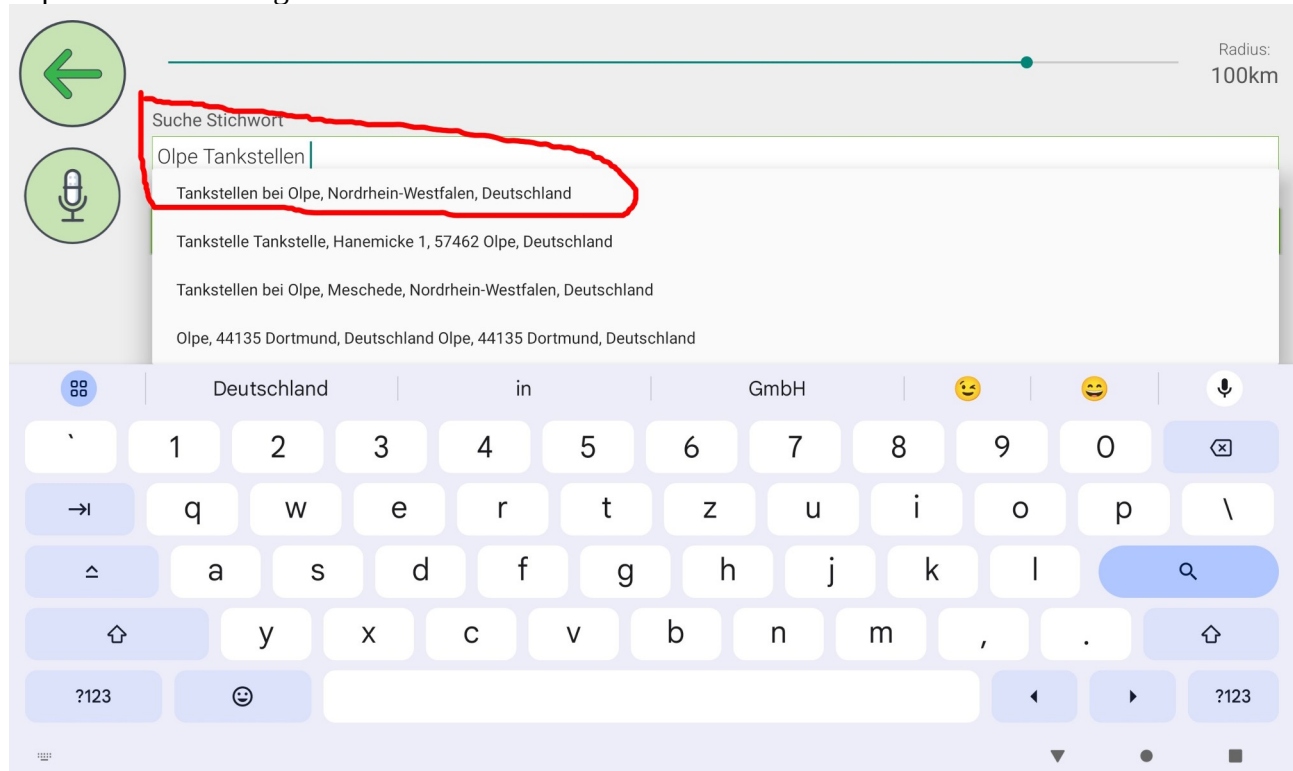 Radius:
100km
Suche Stichwort
Olpe Tankstellen
Tankstellen bei Olpe, Nordrhein-Westfalen, Deutschland
Tankstelle Tankstelle, Hanemicke 1, 57462 Olpe, Deutschland
Tankstellen bei Olpe, Meschede, Nordrhein-Westfalen, Deutschland
Olpe, 44135 Dortmund, Deutschland Olpe, 44135 Dortmund, Deutschland
Deutschland in GmbH 😉 😄
` 1 2 3 4 5 6 7 8 9 0
q w e r t z u i o p \
a s d f g h j k l
y x c v b n m , .
?123 ?123